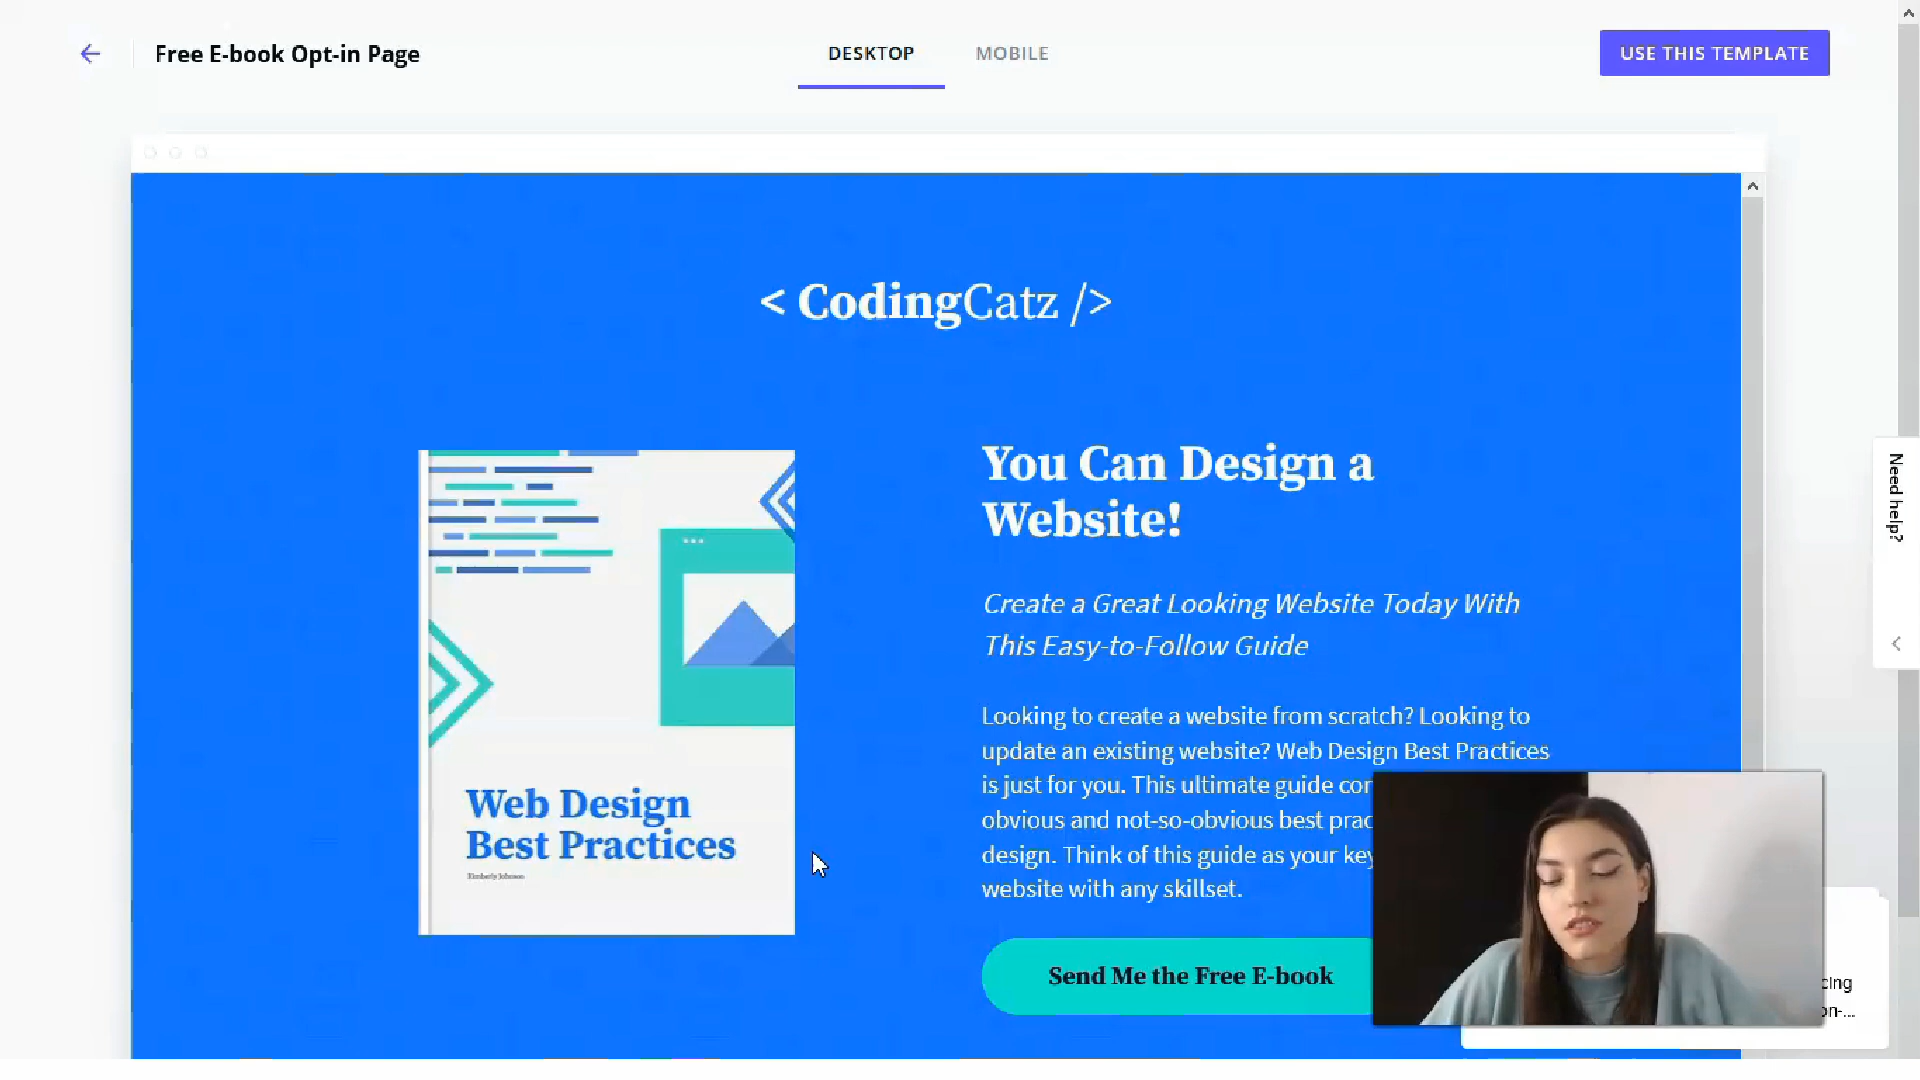 Free E-book Opt-in Page
DESKTOP
MOBILE
USE THIS TEMPLATE
< CodingCatz />
You Can Design a
Website!
Create a Great Looking Website Today With
This Easy-to-Follow Guide
Looking to create a website from scratch? Looking to
update an existing website? Web Design Best Practices
is just for you. This ultimate guide
obvious and not-so-obvious best
design. Think of this guide as your
website with any skillset.
Send Me the Free E-book
Web Design
Best Practices
Kimberly Johnson
Need help?